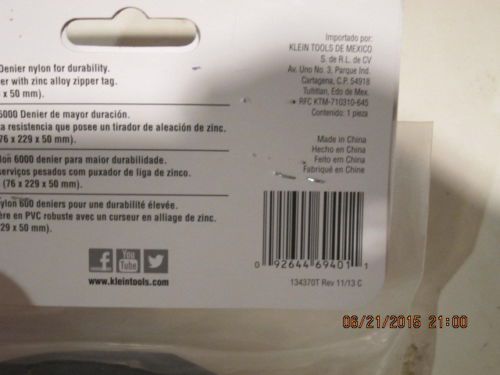 Denier nylon for durability.
er with zinc alloy zipper tag.
x 50 mm).
6000 Denier de mayor duración.
a resistencia que posee un tirador de aleación de zinc.
76 x 229 x 50 mm).
lon 6000 denier para maior durabilidade.
serviços pesados com puxador de liga de zinco.
(76 x 229 x 50 mm).
ylon 600 deniers pour une durabilité élevée.
ère en PVC robuste avec un curseur en alliage de zinc.
29 x 50 mm).
f You
Tube
www.kleintools.com
Importado por:
KLEIN TOOLS DE MEXICO
S. de R.L. de CV
Av. Uno No. 3, Parque Ind.
Cartagena, C.P. 54918
Tultitlan, Edo de Mex.
RFC KTM-710310-645
Contenido: 1 pieza
Made in China
Hecho en China
Feito em China
Fabriqué en Chine
0 92644 69401 1
134370T Rev 11/13 C
06/21/2015 21:00